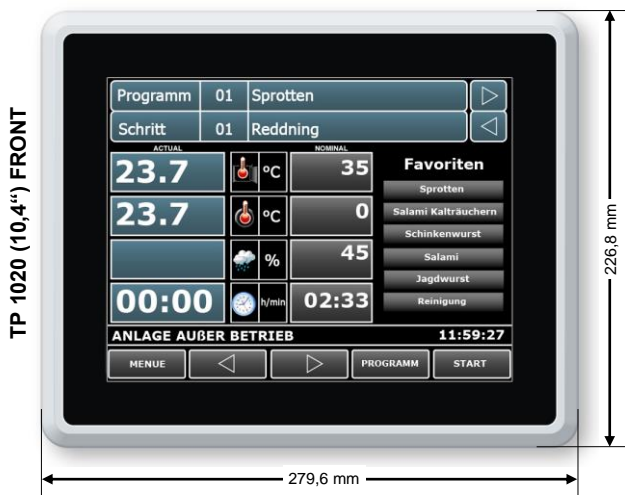 TP 1020 (10,4“) FRONT
Programm 01 Sprotten
Schritt 01 Reddning
ACTUAL NOMINAL
23.7 °C 35
23.7 °C 0
% 45
00:00 h/min 02:33
Favoriten
Sprotten
Salami Kalträuchern
Schinkenwurst
Salami
Jagdwurst
Reinigung
ANLAGE AUßER BETRIEB 11:59:27
MENUE PROGRAMM START
226,8 mm
279,6 mm